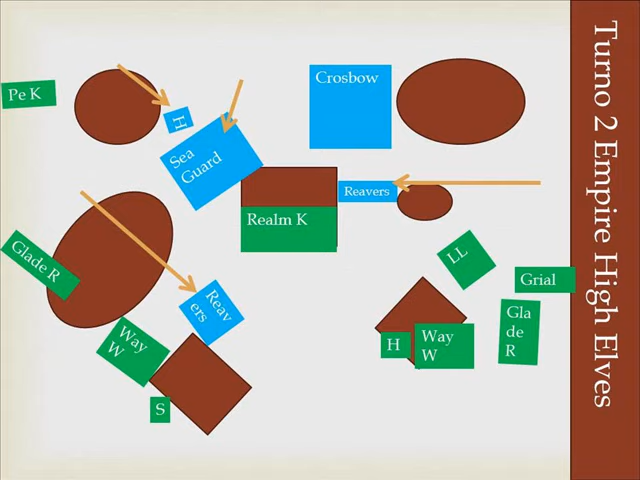 Turno 2 Empire High Elves
Pe K
H
Sea
Guard
Crosbow
Reavers
Realm K
Glade R
Reav
ers
Way
W
S
LL
Grial
Gla
de
R
H
Way
W